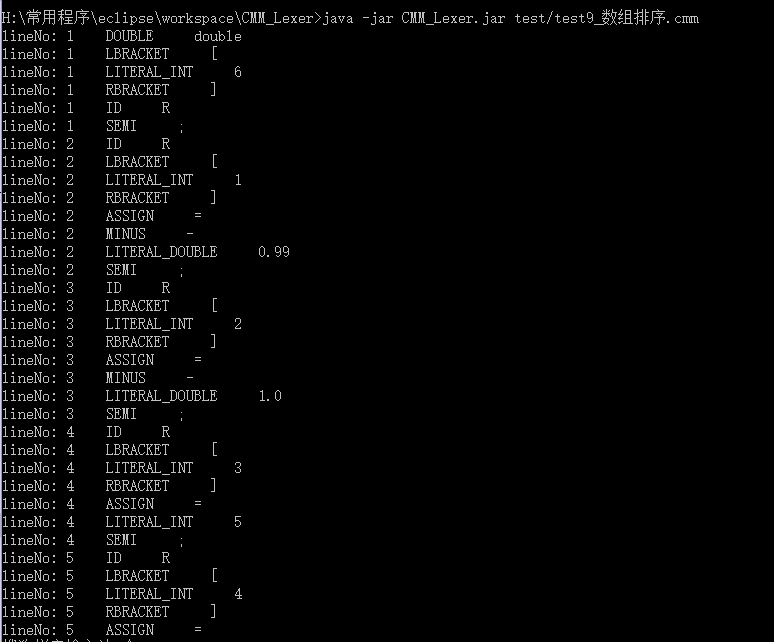 H:\常用程序\eclipse\workspace\CMM_Lexer>java -jar CMM_Lexer.jar test/test9_数组排序.cmm
lineNo: 1 DOUBLE double
lineNo: 1 LBRACKET [
lineNo: 1 LITERAL_INT 6
lineNo: 1 RBRACKET ]
lineNo: 1 ID R
lineNo: 1 SEMI ;
lineNo: 2 ID R
lineNo: 2 LBRACKET [
lineNo: 2 LITERAL_INT 1
lineNo: 2 RBRACKET ]
lineNo: 2 ASSIGN =
lineNo: 2 MINUS -
lineNo: 2 LITERAL_DOUBLE 0.99
lineNo: 2 SEMI ;
lineNo: 3 ID R
lineNo: 3 LBRACKET [
lineNo: 3 LITERAL_INT 2
lineNo: 3 RBRACKET ]
lineNo: 3 ASSIGN =
lineNo: 3 MINUS -
lineNo: 3 LITERAL_DOUBLE 1.0
lineNo: 3 SEMI ;
lineNo: 4 ID R
lineNo: 4 LBRACKET [
lineNo: 4 LITERAL_INT 3
lineNo: 4 RBRACKET ]
lineNo: 4 ASSIGN =
lineNo: 4 LITERAL_INT 5
lineNo: 4 SEMI ;
lineNo: 5 ID R
lineNo: 5 LBRACKET [
lineNo: 5 LITERAL_INT 4
lineNo: 5 RBRACKET ]
lineNo: 5 ASSIGN =